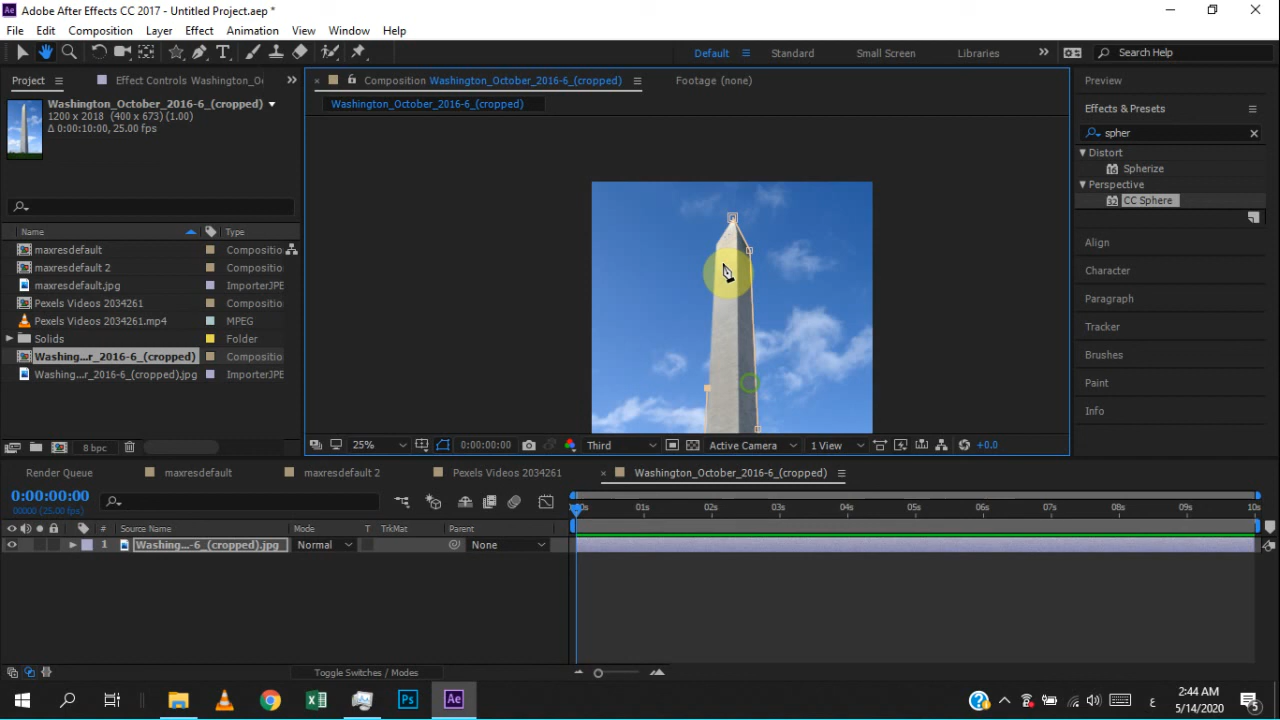 Adobe After Effects CC 2017 - Untitled Project.aep *
File Edit Composition Layer Effect Animation View Window Help
Default Standard Small Screen Libraries Search Help
Project Effect Controls Washington_O
Composition Washington_October_2016-6_(cropped) Footage (none)
Preview
Washington_October_2016-6_(cropped)
1200 x 2018 (400 x 673) (1.00)
Δ 0:00:10:00, 25.00 fps
Washington_October_2016-6_(cropped)
Effects & Presets
spher
Distort
Spherize
Perspective
CC Sphere
Name Type
maxresdefault Compositio
maxresdefault 2 Compositio
maxresdefault.jpg ImporterJPE
Pexels Videos 2034261 Compositio
Pexels Videos 2034261.mp4 MPEG
Solids Folder
Washing...r_2016-6_(cropped) Compositio
Washing...r_2016-6_(cropped).jpg ImporterJPE
8 bpc
Align
Character
Paragraph
Tracker
Brushes
Paint
Info
25% 0:00:00:00 Third Active Camera 1 View +0.0
Render Queue maxresdefault maxresdefault 2 Pexels Videos 2034261 Washington_October_2016-6_(cropped)
0:00:00:00
00000 (25.00 fps)
00s 01s 02s 03s 04s 05s 06s 07s 08s 09s 10s
# Source Name Mode T TrkMat Parent
1 Washing...-6_(cropped).jpg Normal None
Toggle Switches / Modes
Ps Ae
ع
2:44 AM
5/14/2020
5